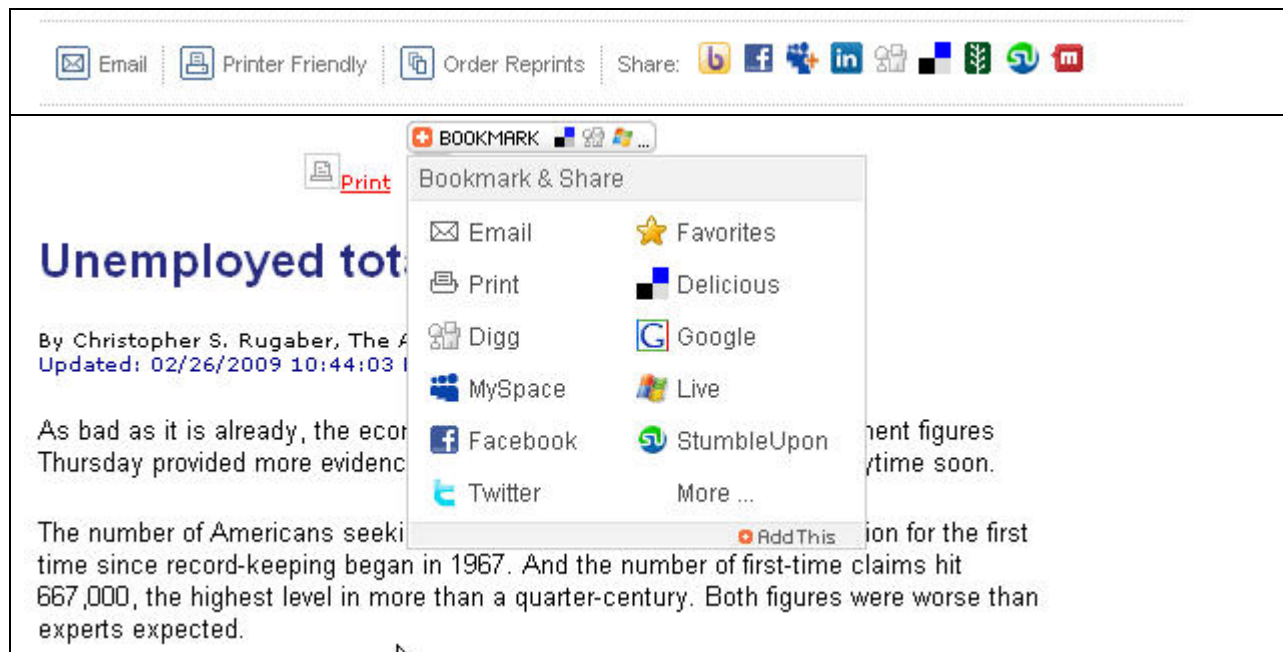 Email Printer Friendly Order Reprints Share:
BOOKMARK ...
Print
Bookmark & Share
Email Favorites
Print Delicious
Digg Google
MySpace Live
Facebook StumbleUpon
Twitter More ...
AddThis
Unemployed tot
By Christopher S. Rugaber, The
Updated: 02/26/2009 10:44:03
As bad as it is already, the ecor ment figures
Thursday provided more evidenc ytime soon.
The number of Americans seeki ion for the first
time since record-keeping began in 1967. And the number of first-time claims hit
667,000, the highest level in more than a quarter-century. Both figures were worse than
experts expected.